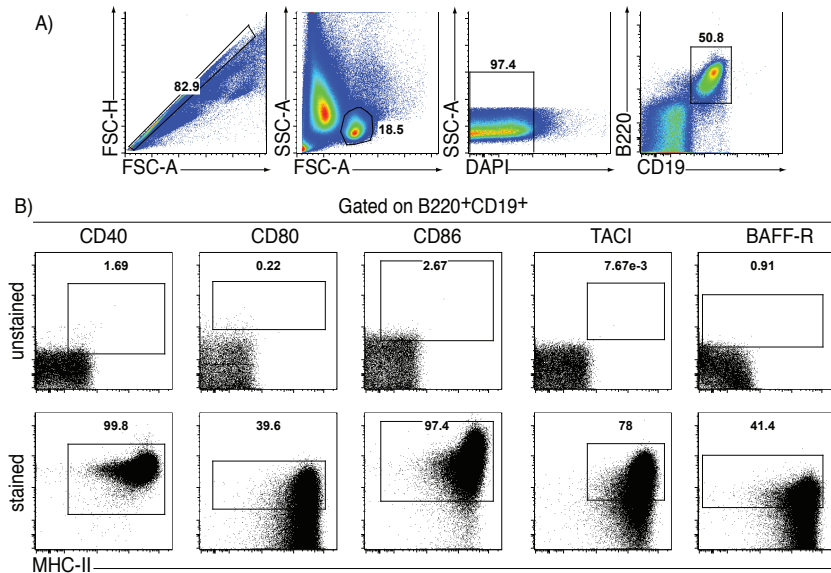 A)
FSC-H
82.9
FSC-A
SSC-A
18.5
FSC-A
SSC-A
97.4
DAPI
B220
50.8
CD19
B)
Gated on B220+CD19+
CD40 CD80 CD86 TACI BAFF-R
unstained
1.69 0.22 2.67 7.67e-3 0.91
stained
99.8 39.6 97.4 78 41.4
MHC-II